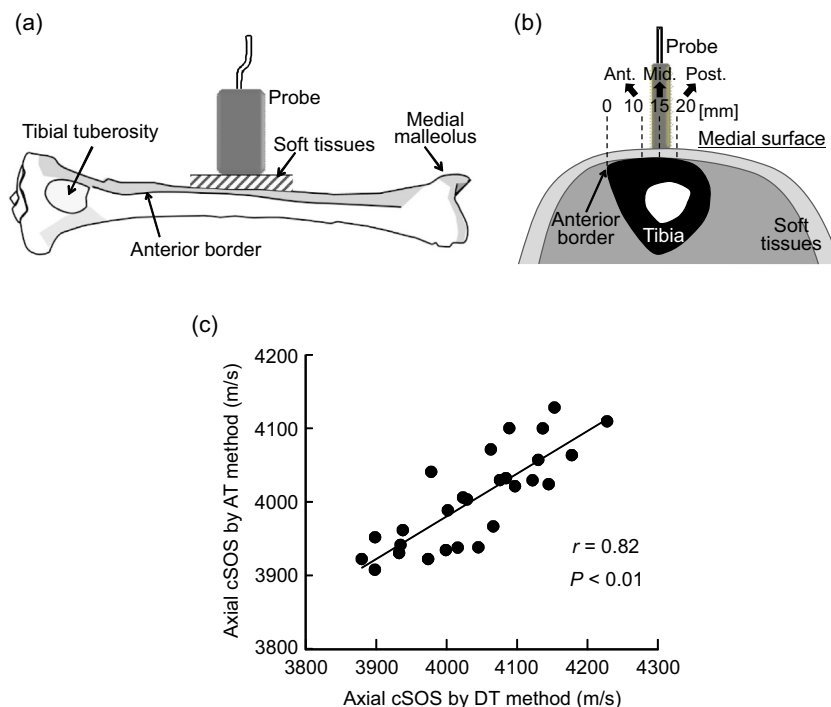 (a)
Probe
Tibial tuberosity
Soft tissues
Medial
malleolus
Anterior border
(b)
Probe
Ant. Mid. Post.
0 10 15 20 [mm]
Medial surface
Anterior
border
Tibia
Soft
tissues
(c)
Axial cSOS by AT method (m/s)
4200
4100
4000
3900
3800
r = 0.82
P < 0.01
3800 3900 4000 4100 4200 4300
Axial cSOS by DT method (m/s)